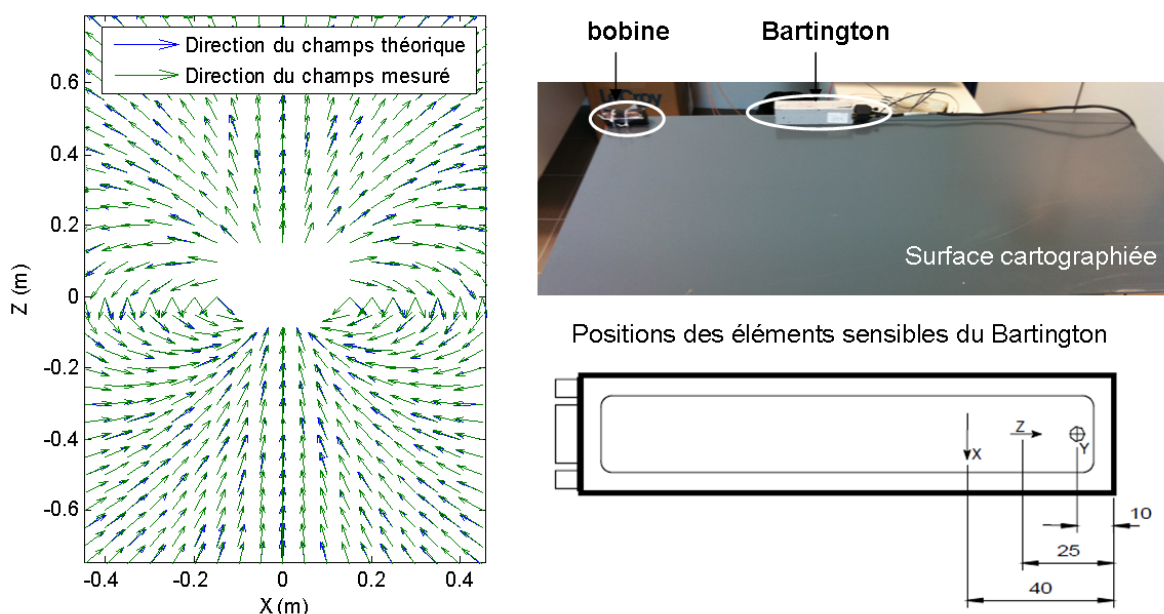 Direction du champs théorique
Direction du champs mesuré
0.6
0.4
0.2
0
-0.2
-0.4
-0.6
Z (m)
-0.4
-0.2
0
0.2
0.4
X (m)
bobine
Bartington
Surface cartographiée
Positions des éléments sensibles du Bartington
Z
X
Y
10
25
40